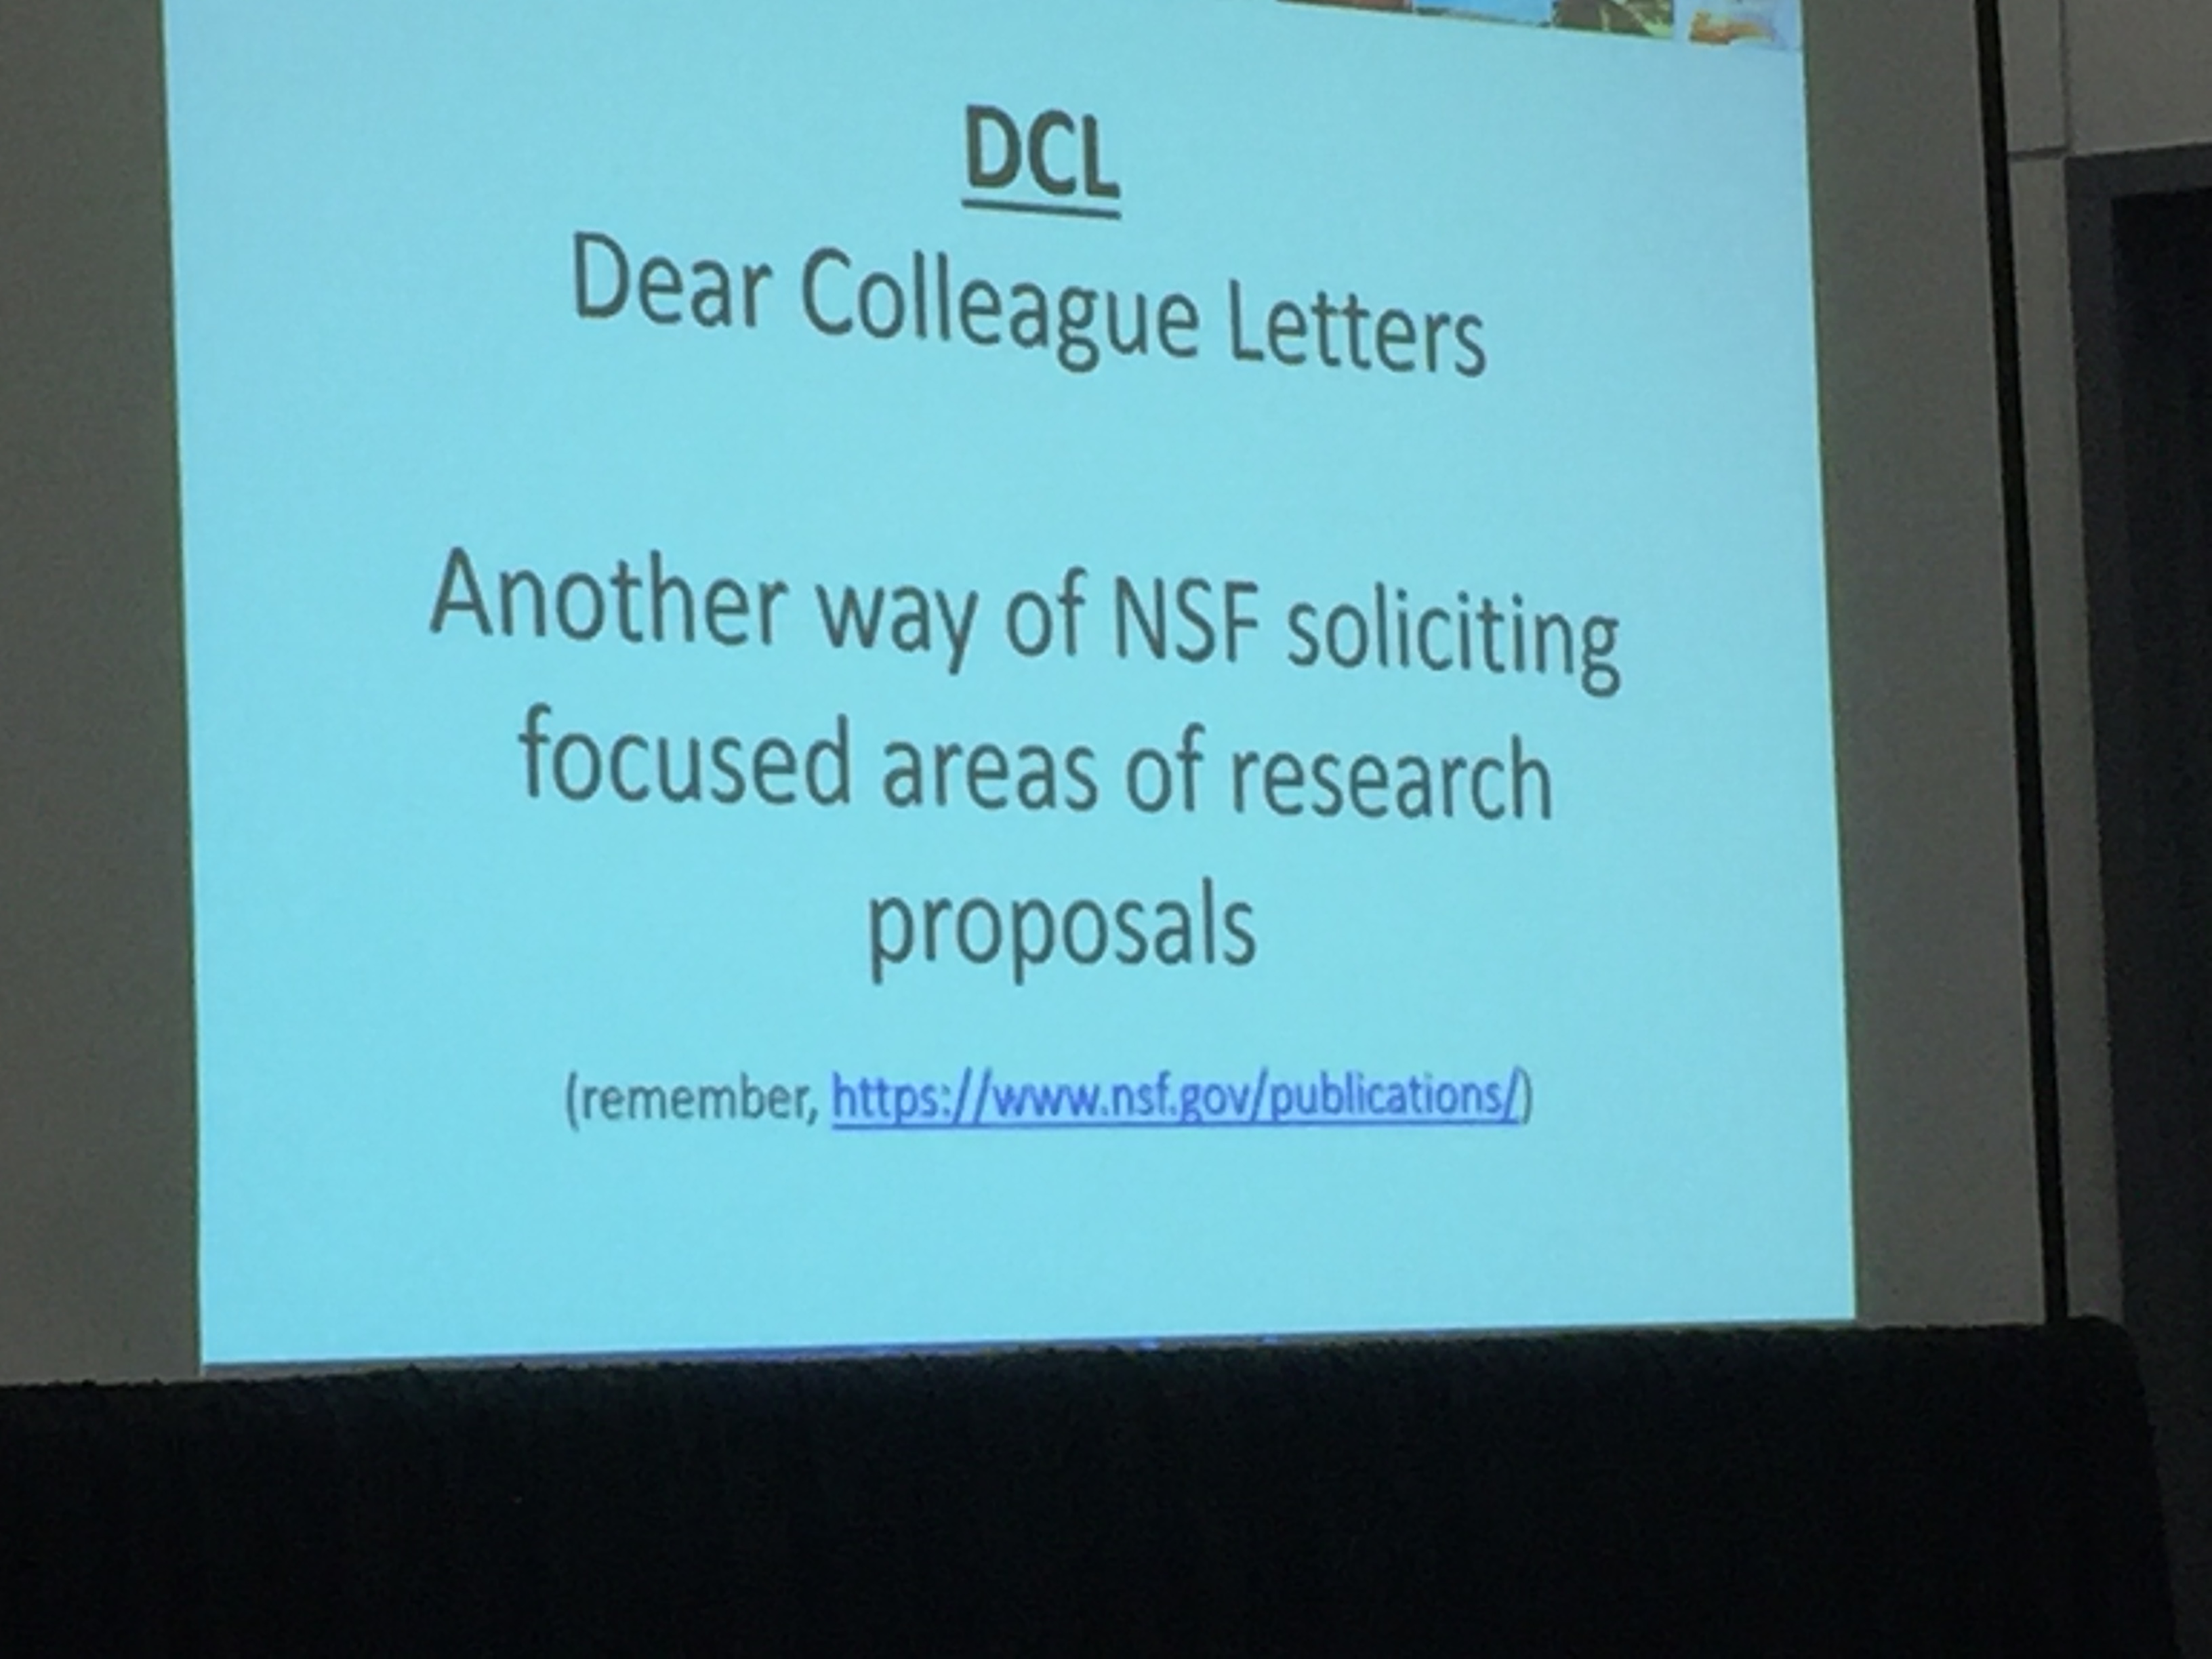 DCL
Dear Colleague Letters
Another way of NSF soliciting
focused areas of research
proposals
(remember, https://www.nsf.gov/publications/)